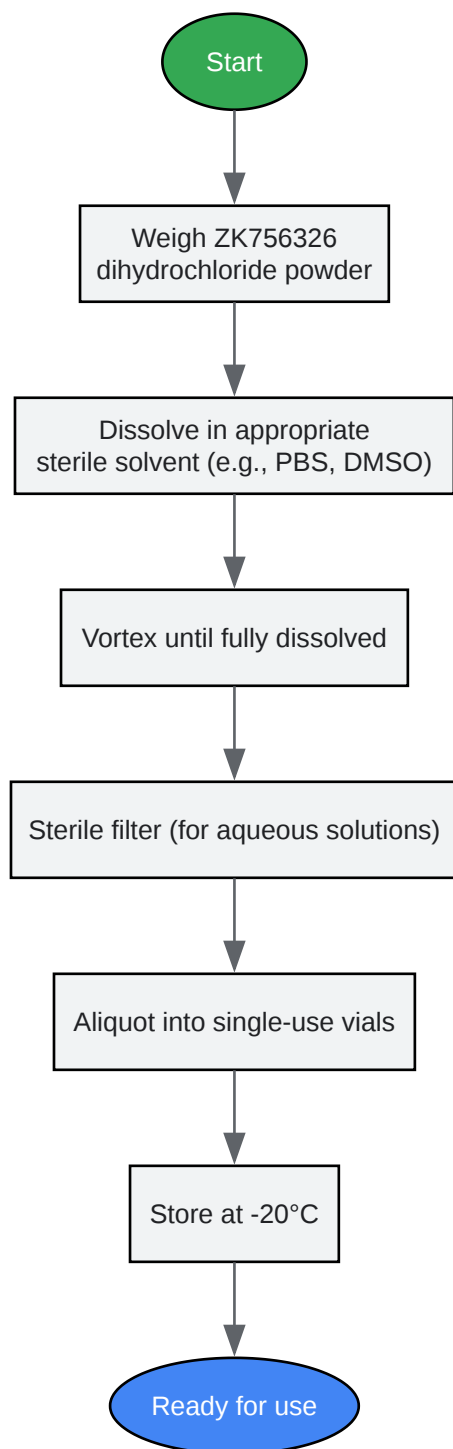 Start
Weigh ZK756326
dihydrochloride powder
Dissolve in appropriate
sterile solvent (e.g., PBS, DMSO)
Vortex until fully dissolved
Sterile filter (for aqueous solutions)
Aliquot into single-use vials
Store at -20°C
Ready for use